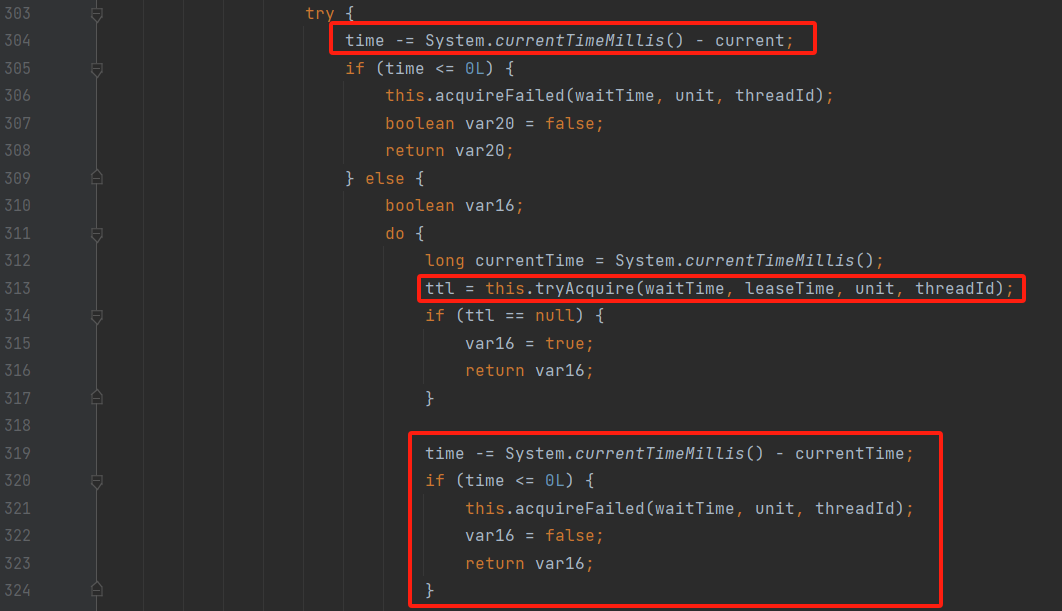 303 try {
304 time -= System.currentTimeMillis() - current;
305 if (time <= 0L) {
306 this.acquireFailed(waitTime, unit, threadId);
307 boolean var20 = false;
308 return var20;
309 } else {
310 boolean var16;
311 do {
312 long currentTime = System.currentTimeMillis();
313 ttl = this.tryAcquire(waitTime, leaseTime, unit, threadId);
314 if (ttl == null) {
315 var16 = true;
316 return var16;
317 }
318
319 time -= System.currentTimeMillis() - currentTime;
320 if (time <= 0L) {
321 this.acquireFailed(waitTime, unit, threadId);
322 var16 = false;
323 return var16;
324 }